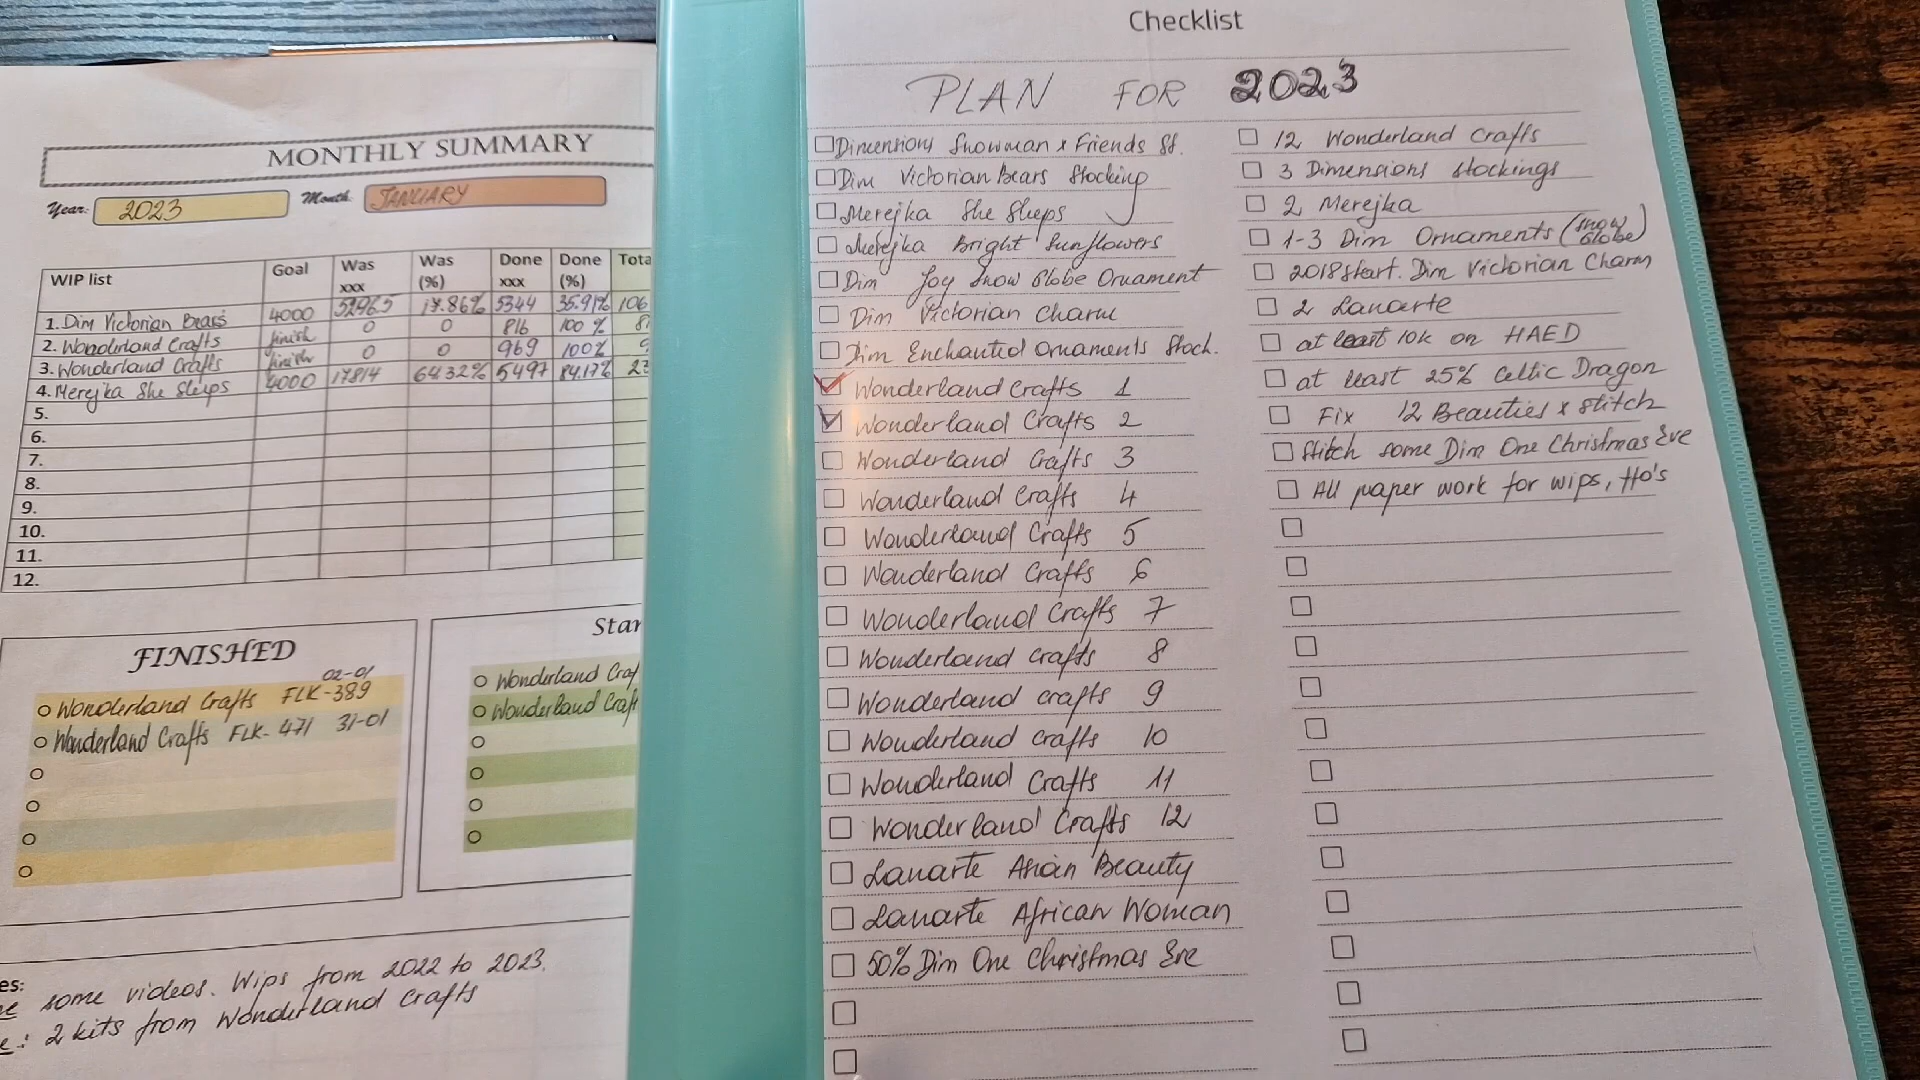 MONTHLY SUMMARY
Year: 2023 Month: JANUARY
WIP list Goal Was xxx Was (%) Done xxx Done (%) Tota
1. Dim Victorian Bears 4000 17.86% 5344 35.91% 106
2. Wonderland Crafts finish 0 0 816 100% 8
3. Wonderland Crafts finish 0 0 969 100%
4. Merejka She Sleeps 4000 17814 64.32% 5497 84.17%
5.
6.
7.
8.
9.
10.
11.
12.
FINISHED
02-01
Wonderland Crafts FLK-389
Wonderland Crafts FLK-471 31-01
Star
Wonderland Craf
Wonderland Craft
es:
some videos. Wips from 2022 to 2023.
: 2 kits from Wonderland Crafts
Checklist
PLAN FOR 2023
Dimensions Snowman & Friends St.
Dim Victorian Bears Stocking
Merejka She Sleeps
Merejka Bright Sunflowers
Dim Joy Snow Globe Ornament
Dim Victorian Charm
Dim Enchanted Ornaments Stock.
Wonderland Crafts 1
Wonderland Crafts 2
Wonderland Crafts 3
Wonderland Crafts 4
Wonderland Crafts 5
Wonderland Crafts 6
Wonderland Crafts 7
Wonderland Crafts 8
Wonderland Crafts 9
Wonderland Crafts 10
Wonderland Crafts 11
Wonderland Crafts 12
Lanarte Asian Beauty
Lanarte African Woman
50% Dim One Christmas Eve
12 Wonderland Crafts
3 Dimensions stockings
2 Merejka
1-3 Dim Ornaments (snow globe)
2018 start. Dim Victorian Charm
2 Lanarte
at least 10k on HAED
at least 25% Celtic Dragon
Fix 12 Beauties & stitch
Stitch some Dim One Christmas Eve
All paper work for wips, Ho's